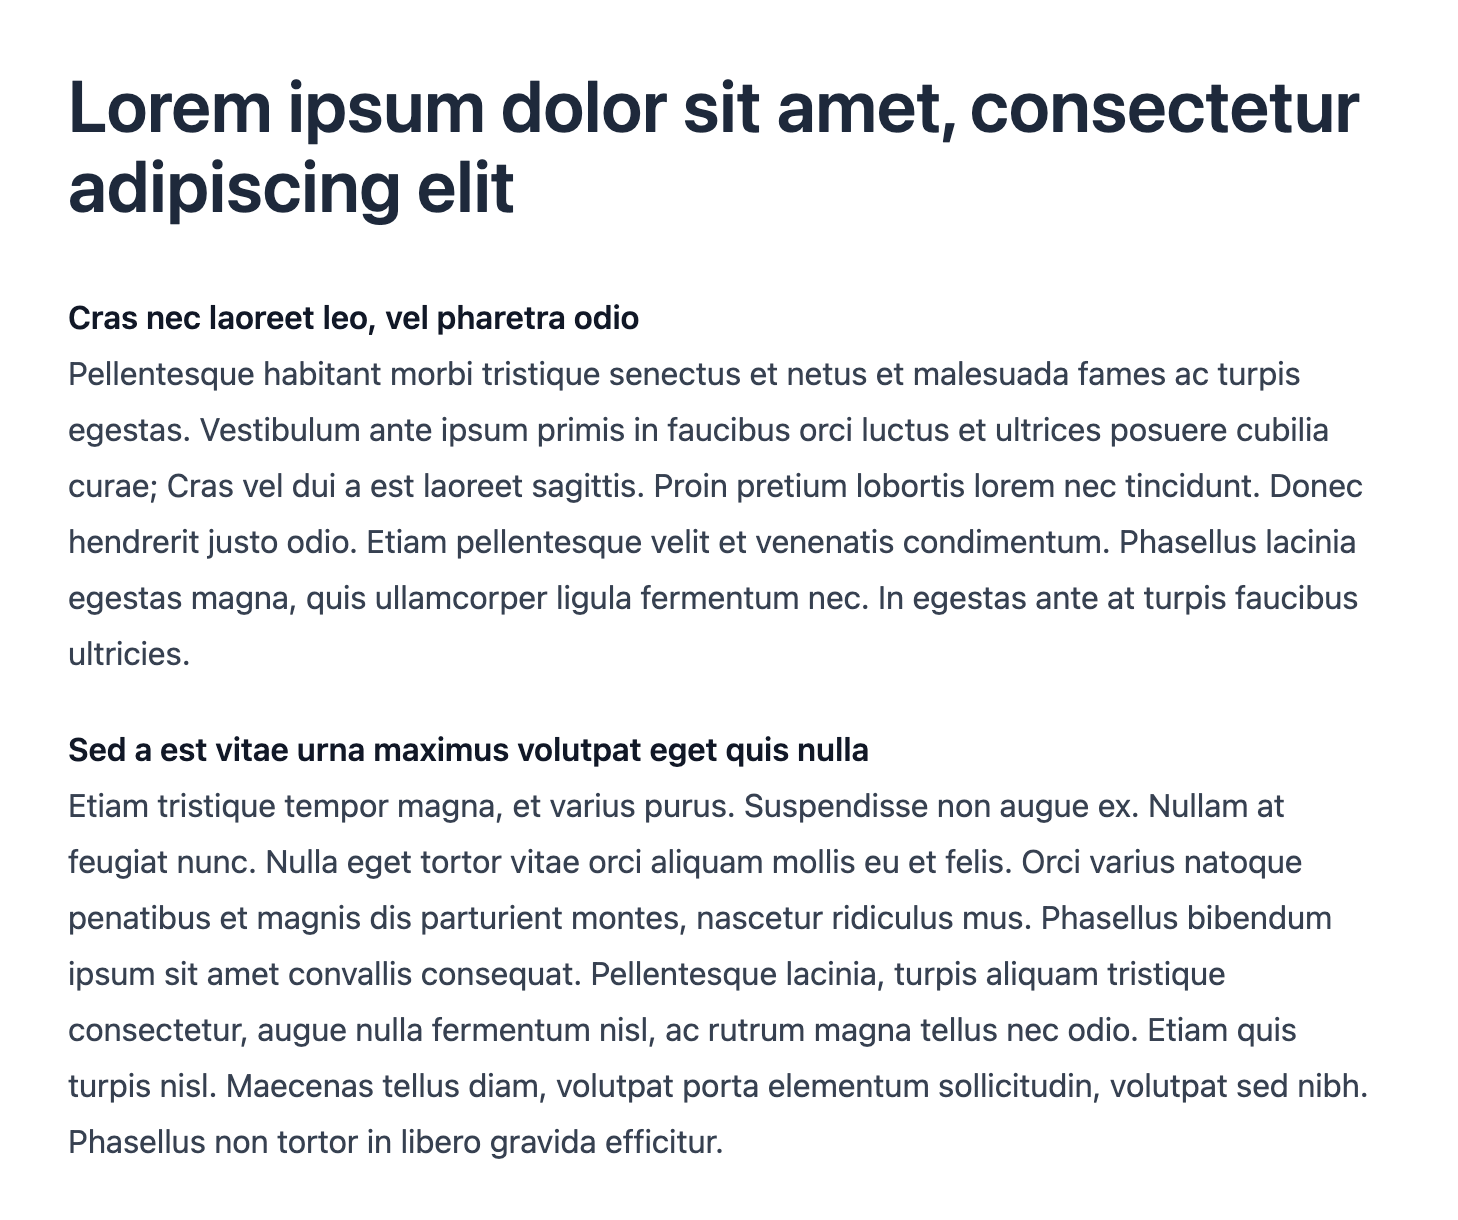 Lorem ipsum dolor sit amet, consectetur
adipiscing elit
Cras nec laoreet leo, vel pharetra odio
Pellentesque habitant morbi tristique senectus et netus et malesuada fames ac turpis
egestas. Vestibulum ante ipsum primis in faucibus orci luctus et ultrices posuere cubilia
curae; Cras vel dui a est laoreet sagittis. Proin pretium lobortis lorem nec tincidunt. Donec
hendrerit justo odio. Etiam pellentesque velit et venenatis condimentum. Phasellus lacinia
egestas magna, quis ullamcorper ligula fermentum nec. In egestas ante at turpis faucibus
ultricies.
Sed a est vitae urna maximus volutpat eget quis nulla
Etiam tristique tempor magna, et varius purus. Suspendisse non augue ex. Nullam at
feugiat nunc. Nulla eget tortor vitae orci aliquam mollis eu et felis. Orci varius natoque
penatibus et magnis dis parturient montes, nascetur ridiculus mus. Phasellus bibendum
ipsum sit amet convallis consequat. Pellentesque lacinia, turpis aliquam tristique
consectetur, augue nulla fermentum nisl, ac rutrum magna tellus nec odio. Etiam quis
turpis nisl. Maecenas tellus diam, volutpat porta elementum sollicitudin, volutpat sed nibh.
Phasellus non tortor in libero gravida efficitur.